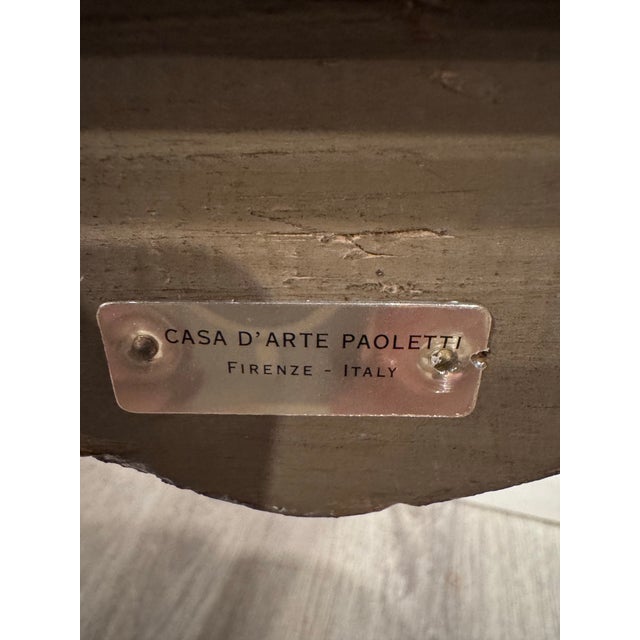 CASA D'ARTE PAOLETTI
FIRENZE - ITALY